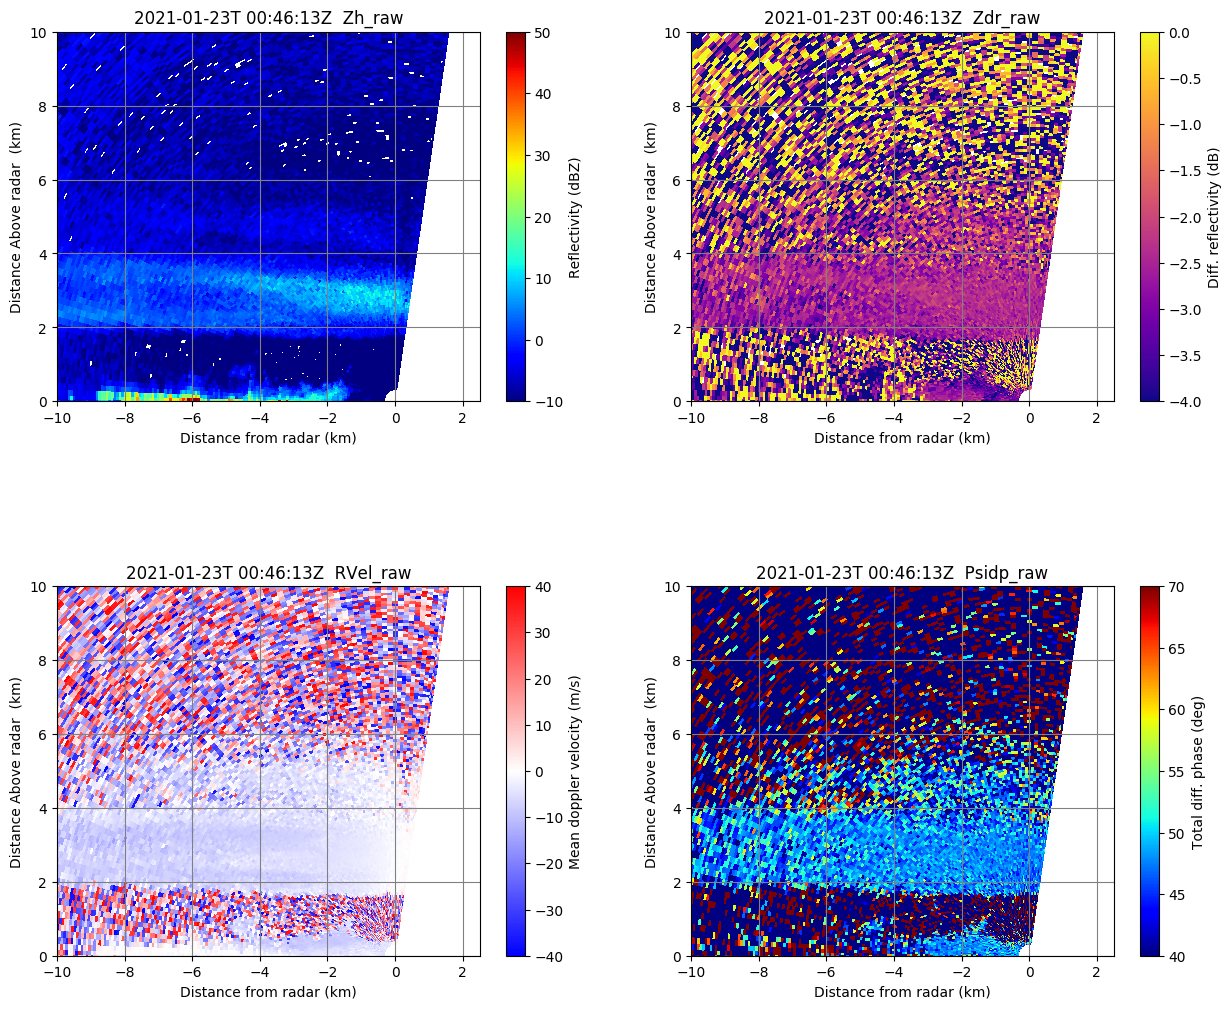 2021-01-23T 00:46:13Z  Zh_raw
10
8
6
4
2
0
Distance Above radar  (km)
−10 −8 −6 −4 −2 0 2
Distance from radar (km)
50
40
30
20
10
0
−10
Reflectivity (dBZ)
2021-01-23T 00:46:13Z  Zdr_raw
10
8
6
4
2
0
Distance Above radar  (km)
−10 −8 −6 −4 −2 0 2
Distance from radar (km)
0.0
−0.5
−1.0
−1.5
−2.0
−2.5
−3.0
−3.5
−4.0
Diff. reflectivity (dB)
2021-01-23T 00:46:13Z  RVel_raw
10
8
6
4
2
0
Distance Above radar  (km)
−10 −8 −6 −4 −2 0 2
Distance from radar (km)
40
30
20
10
0
−10
−20
−30
−40
Mean doppler velocity (m/s)
2021-01-23T 00:46:13Z  Psidp_raw
10
8
6
4
2
0
Distance Above radar  (km)
−10 −8 −6 −4 −2 0 2
Distance from radar (km)
70
65
60
55
50
45
40
Total diff. phase (deg)